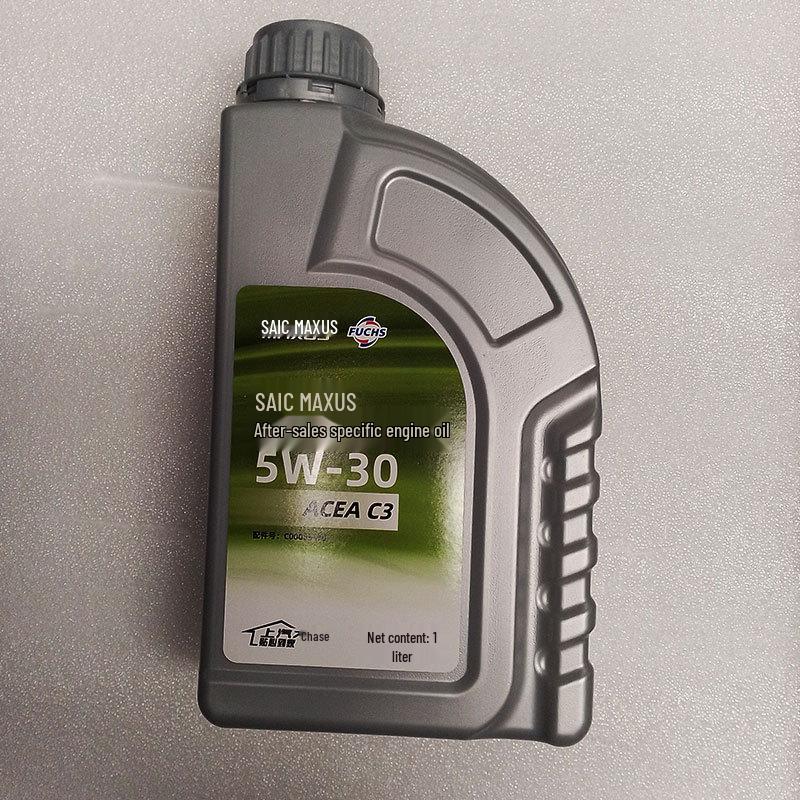 SAIC MAXUS
FUCHS
SAIC MAXUS
After-sales specific engine oil
5W-30
ACEA C3
配件号:
上汽
Chase
Net content: 1
liter